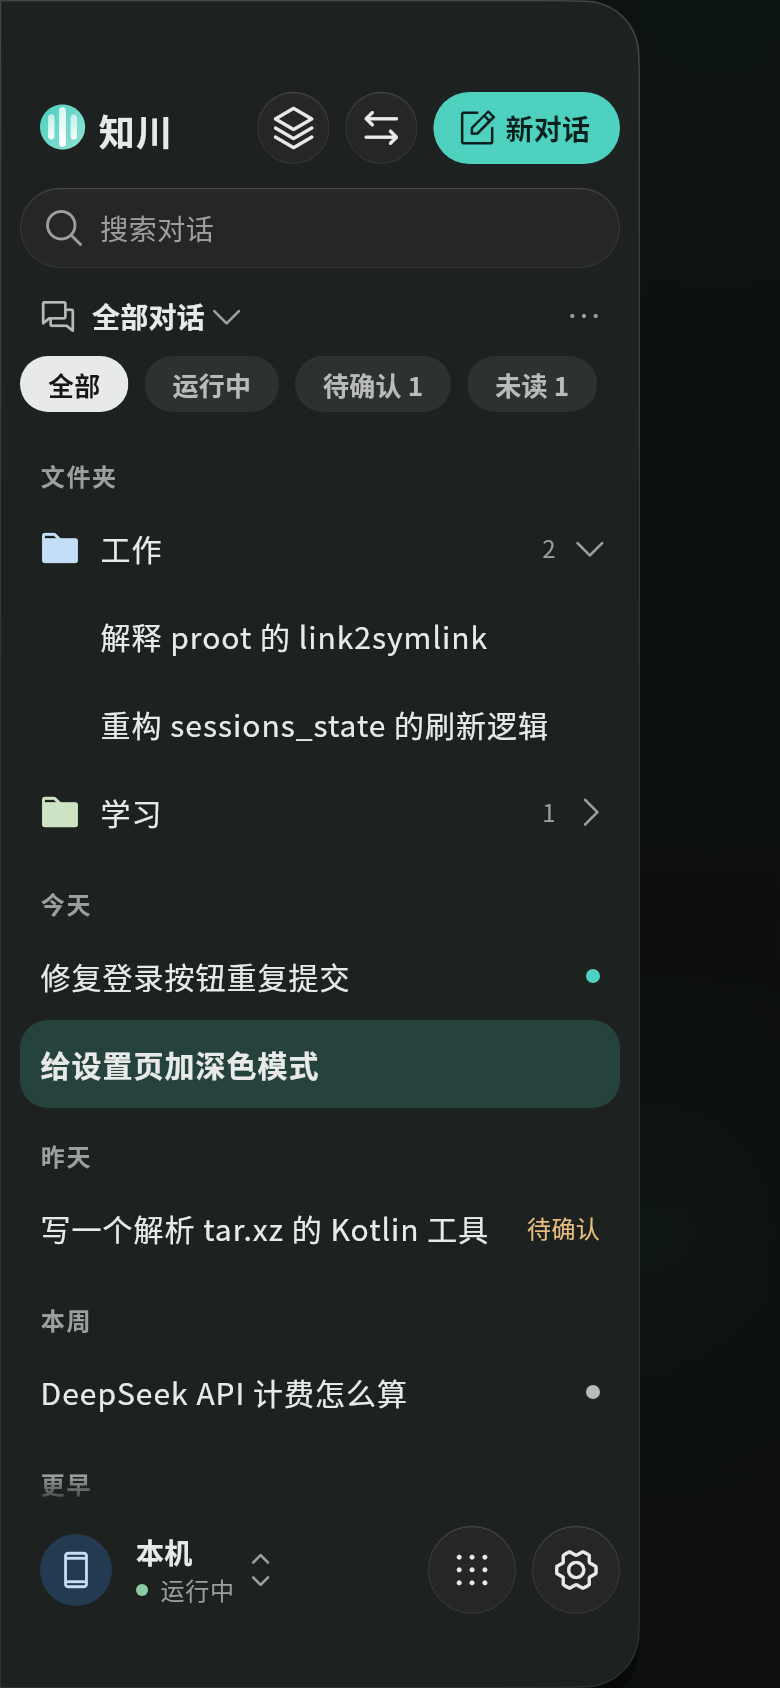 知川
新对话
搜索对话
全部对话
全部 运行中 待确认 1 未读 1
文件夹
工作 2
解释 proot 的 link2symlink
重构 sessions_state 的刷新逻辑
学习 1
今天
修复登录按钮重复提交
给设置页加深色模式
昨天
写一个解析 tar.xz 的 Kotlin 工具 待确认
本周
DeepSeek API 计费怎么算
更早
本机
运行中